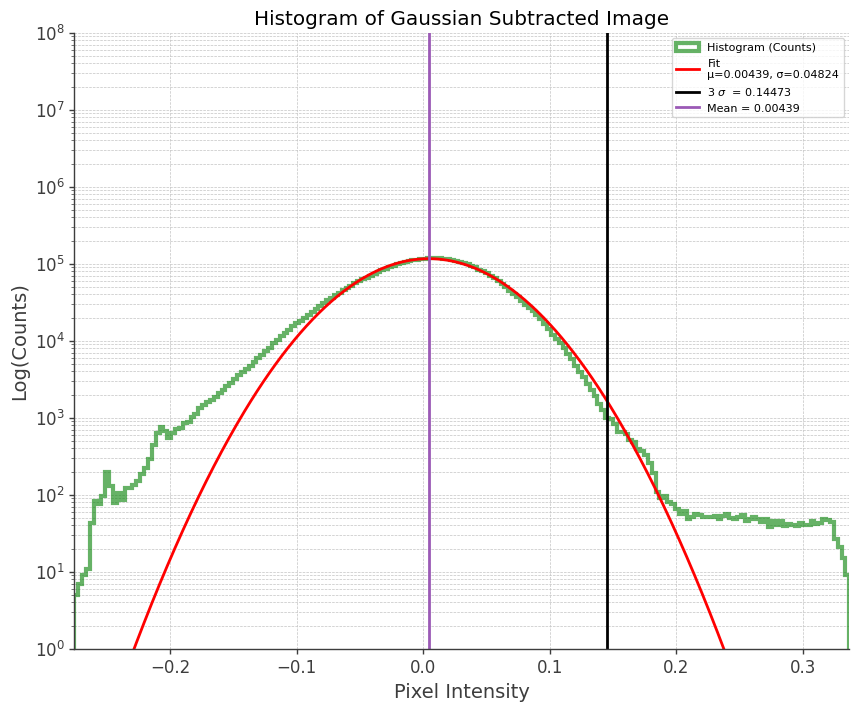 Histogram of Gaussian Subtracted Image
Log(Counts)
10^8
10^7
10^6
10^5
10^4
10^3
10^2
10^1
10^0
Histogram (Counts)
Fit
μ=0.00439, σ=0.04824
3 σ = 0.14473
Mean = 0.00439
−0.2 −0.1 0.0 0.1 0.2 0.3
Pixel Intensity